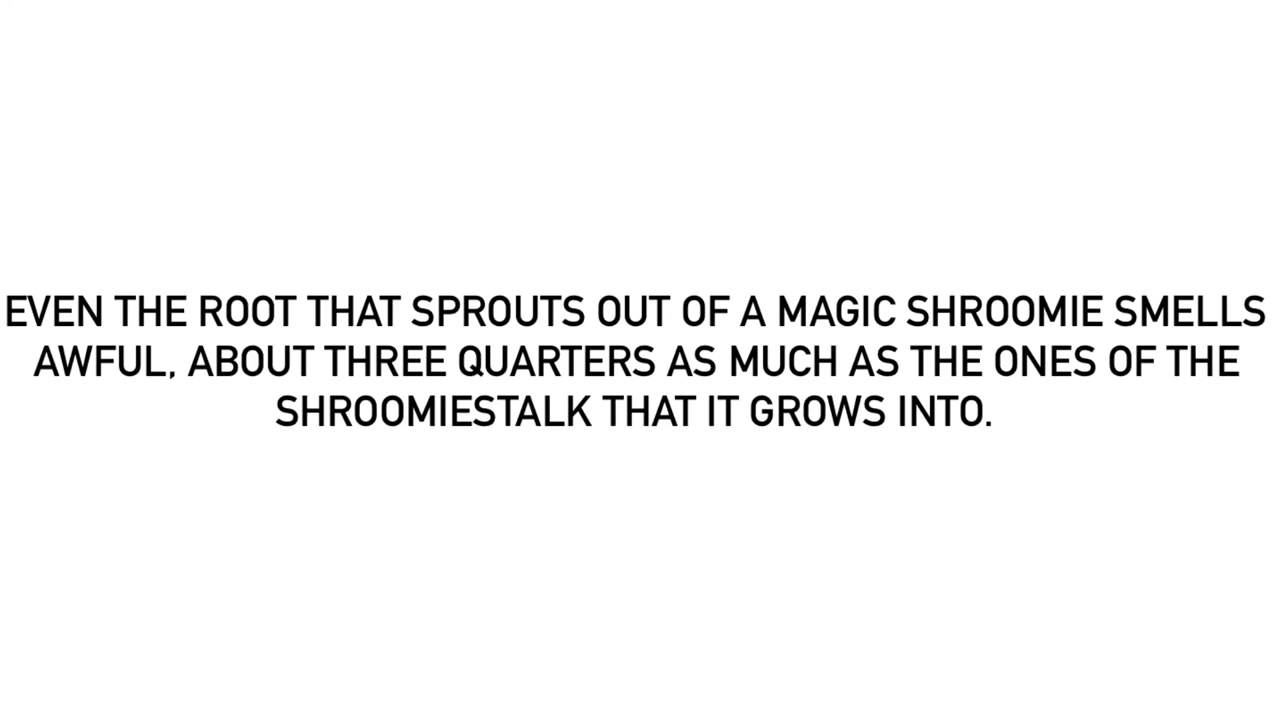 EVEN THE ROOT THAT SPROUTS OUT OF A MAGIC SHROOMIE SMELLS
AWFUL, ABOUT THREE QUARTERS AS MUCH AS THE ONES OF THE
SHROOMIESTALK THAT IT GROWS INTO.